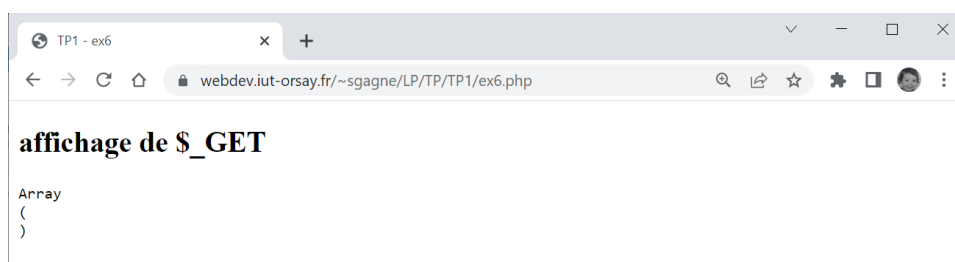 TP1 - ex6
webdev.iut-orsay.fr/~sgagne/LP/TP/TP1/ex6.php
affichage de $_GET
Array
(
)